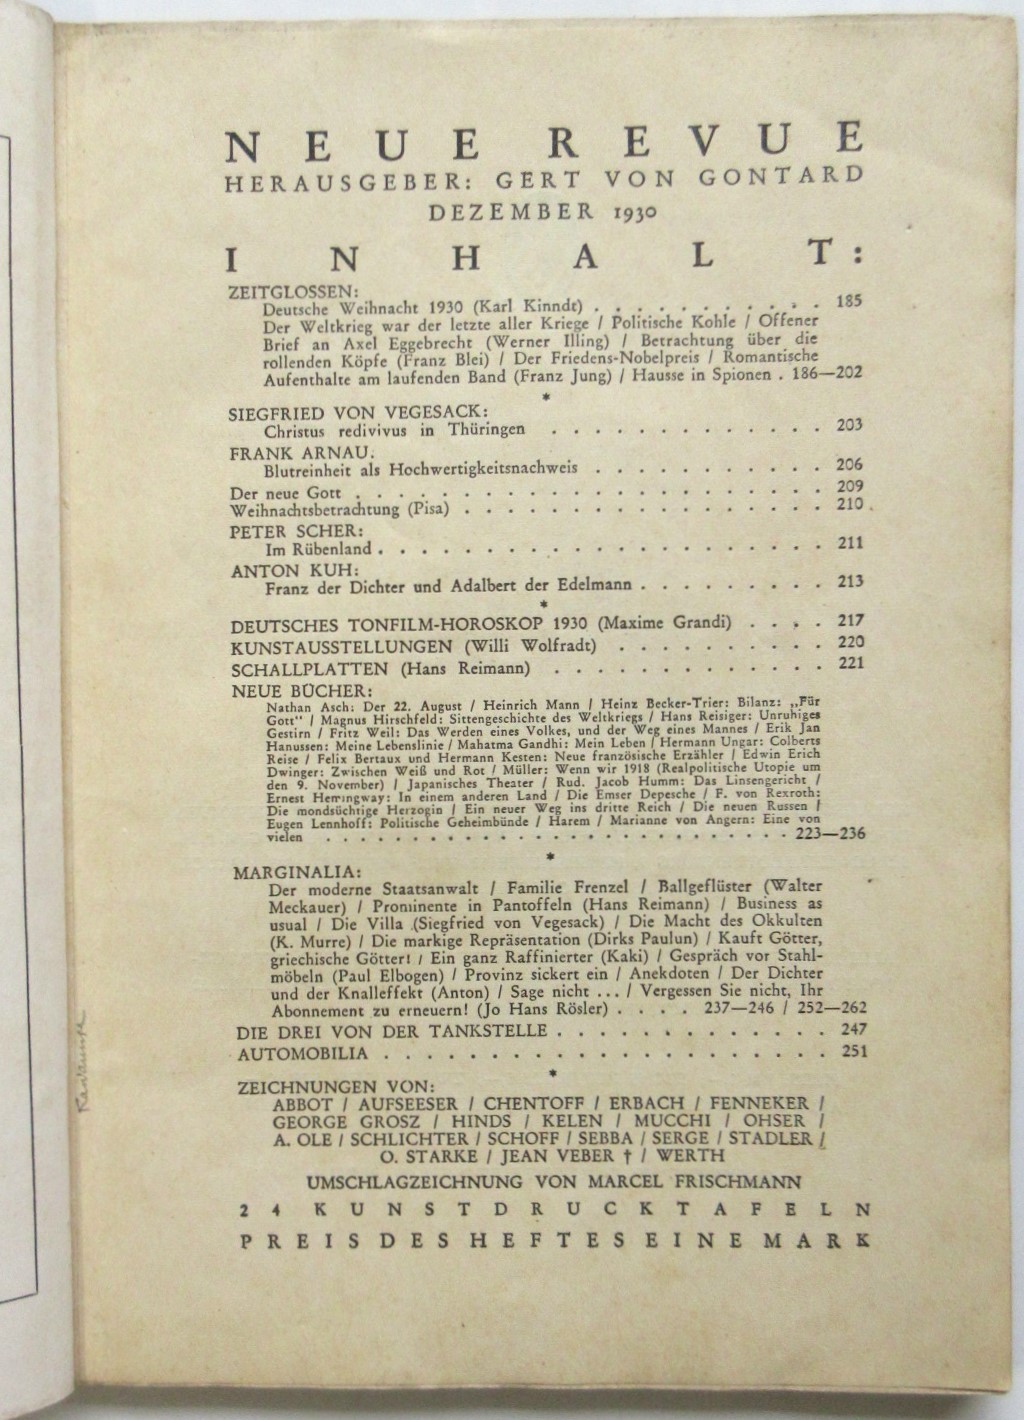 NEUE REVUE
HERAUSGEBER: GERT VON GONTARD
DEZEMBER 1930
INHALT:
ZEITGLOSSEN:
Deutsche Weihnacht 1930 (Karl Kinndt) . . . . . . . . . . . 185
Der Weltkrieg war der letzte aller Kriege / Politische Kohle / Offener
Brief an Axel Eggebrecht (Werner Illing) / Betrachtung über die
rollenden Köpfe (Franz Blei) / Der Friedens-Nobelpreis / Romantische
Aufenthalte am laufenden Band (Franz Jung) / Hausse in Spionen . 186—202
*
SIEGFRIED VON VEGESACK:
Christus redivivus in Thüringen . . . . . . . . . . . . . 203
FRANK ARNAU.
Blutreinheit als Hochwertigkeitsnachweis . . . . . . . . . . . 206
Der neue Gott . . . . . . . . . . . . . . . . . . . . . . 209
Weihnachtsbetrachtung (Pisa) . . . . . . . . . . . . . . . . . 210
PETER SCHER:
Im Rübenland . . . . . . . . . . . . . . . . . . . . . 211
ANTON KUH:
Franz der Dichter und Adalbert der Edelmann . . . . . . . . . 213
*
DEUTSCHES TONFILM-HOROSKOP 1930 (Maxime Grandi) . . . . 217
KUNSTAUSSTELLUNGEN (Willi Wolfradt) . . . . . . . . . . 220
SCHALLPLATTEN (Hans Reimann) . . . . . . . . . . . . . 221
NEUE BÜCHER:
Nathan Asch: Der 22. August / Heinrich Mann / Heinz Becker-Trier: Bilanz: „Für
Gott“ / Magnus Hirschfeld: Sittengeschichte des Weltkriegs / Hans Reisiger: Unruhiges
Gestirn / Fritz Weil: Das Werden eines Volkes, und der Weg eines Mannes / Erik Jan
Hanussen: Meine Lebenslinie / Mahatma Gandhi: Mein Leben / Hermann Ungar: Colberts
Reise / Felix Bertaux und Hermann Kesten: Neue französische Erzähler / Edwin Erich
Dwinger: Zwischen Weiß und Rot / Müller: Wenn wir 1918 (Realpolitische Utopie um
den 9. November) / Japanisches Theater / Rud. Jacob Humm: Das Linsengericht /
Ernest Hemingway: In einem anderen Land / Die Emser Depesche / F. von Rexroth:
Die mondsüchtige Herzogin / Ein neuer Weg ins dritte Reich / Die neuen Russen /
Eugen Lennhoff: Politische Geheimbünde / Harem / Marianne von Angern: Eine von
vielen . . . . . . . . . . . . . . . . . . . . . . . 223—236
*
MARGINALIA:
Der moderne Staatsanwalt / Familie Frenzel / Ballgeflüster (Walter
Meckauer) / Prominente in Pantoffeln (Hans Reimann) / Business as
usual / Die Villa (Siegfried von Vegesack) / Die Macht des Okkulten
(K. Murre) / Die markige Repräsentation (Dirks Paulun) / Kauft Götter,
griechische Götter! / Ein ganz Raffinierter (Kaki) / Gespräch vor Stahl-
möbeln (Paul Elbogen) / Provinz sickert ein / Anekdoten / Der Dichter
und der Knalleffekt (Anton) / Sage nicht ... / Vergessen Sie nicht, Ihr
Abonnement zu erneuern! (Jo Hans Rösler) . . . . 237—246 / 252—262
DIE DREI VON DER TANKSTELLE . . . . . . . . . . . . . 247
AUTOMOBILIA . . . . . . . . . . . . . . . . . . . . . 251
*
ZEICHNUNGEN VON:
ABBOT / AUFSEESER / CHENTOFF / ERBACH / FENNEKER /
GEORGE GROSZ / HINDS / KELEN / MUCCHI / OHSER /
A. OLE / SCHLICHTER / SCHOFF / SEBBA / SERGE / STADLER /
O. STARKE / JEAN VEBER † / WERTH
UMSCHLAGZEICHNUNG VON MARCEL FRISCHMANN
24 KUNSTDRUCKTAFELN
PREIS DES HEFTES EINE MARK